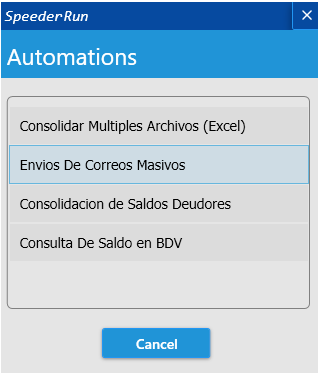 SpeederRun
Automations
Consolidar Multiples Archivos (Excel)
Envios De Correos Masivos
Consolidacion de Saldos Deudores
Consulta De Saldo en BDV
Cancel